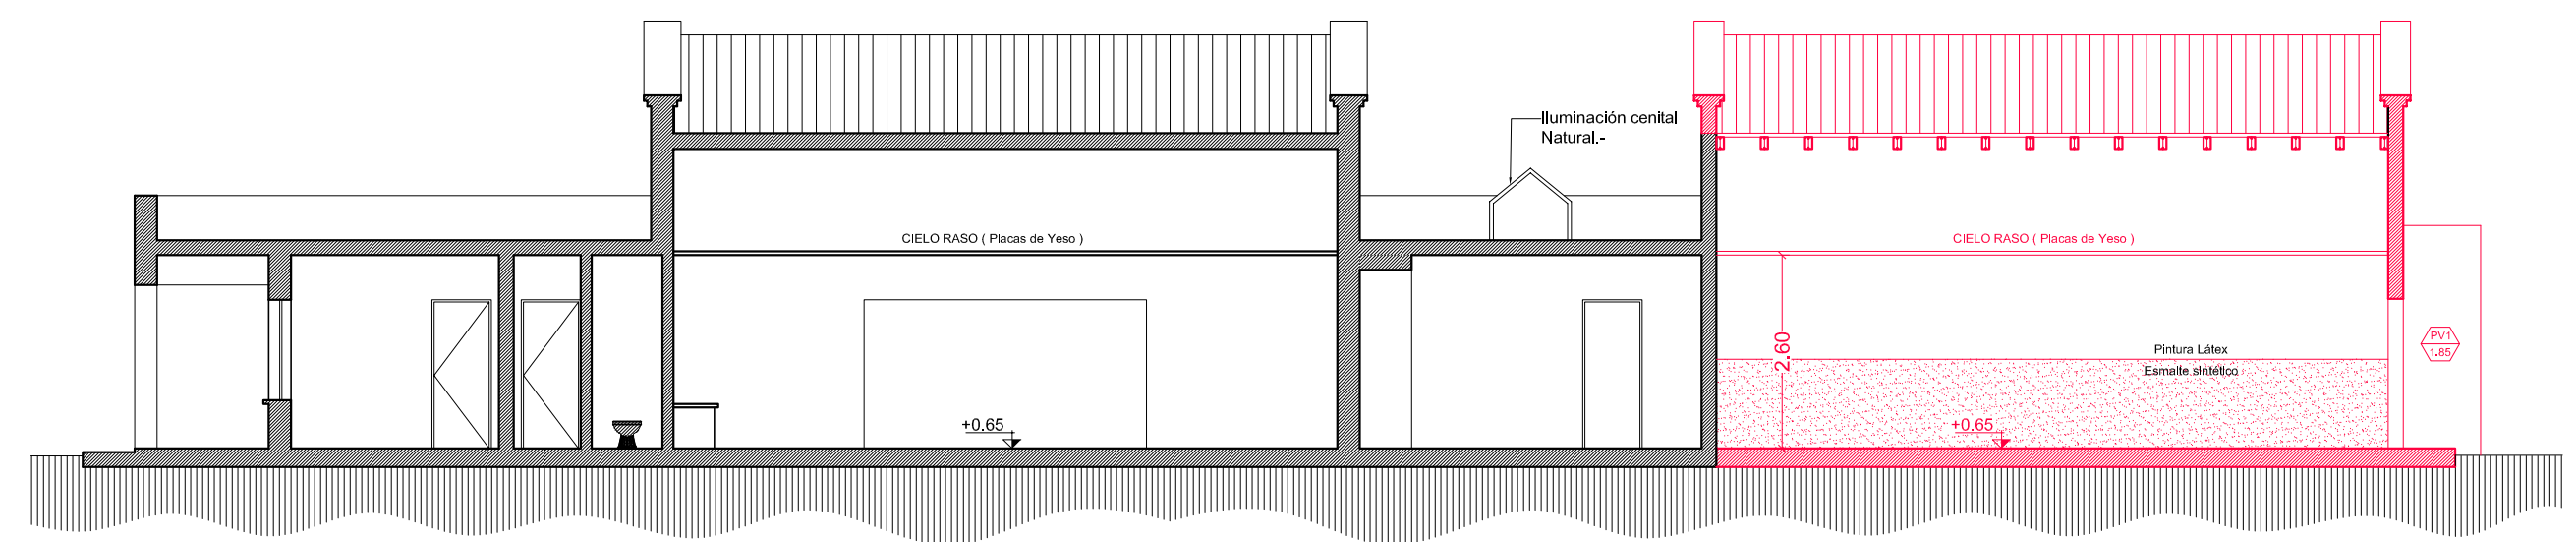 Iluminación cenital
Natural.-
CIELO RASO ( Placas de Yeso )
CIELO RASO ( Placas de Yeso )
2.60
PV1
1.85
Pintura Látex
Esmalte sintético
+0.65
+0.65